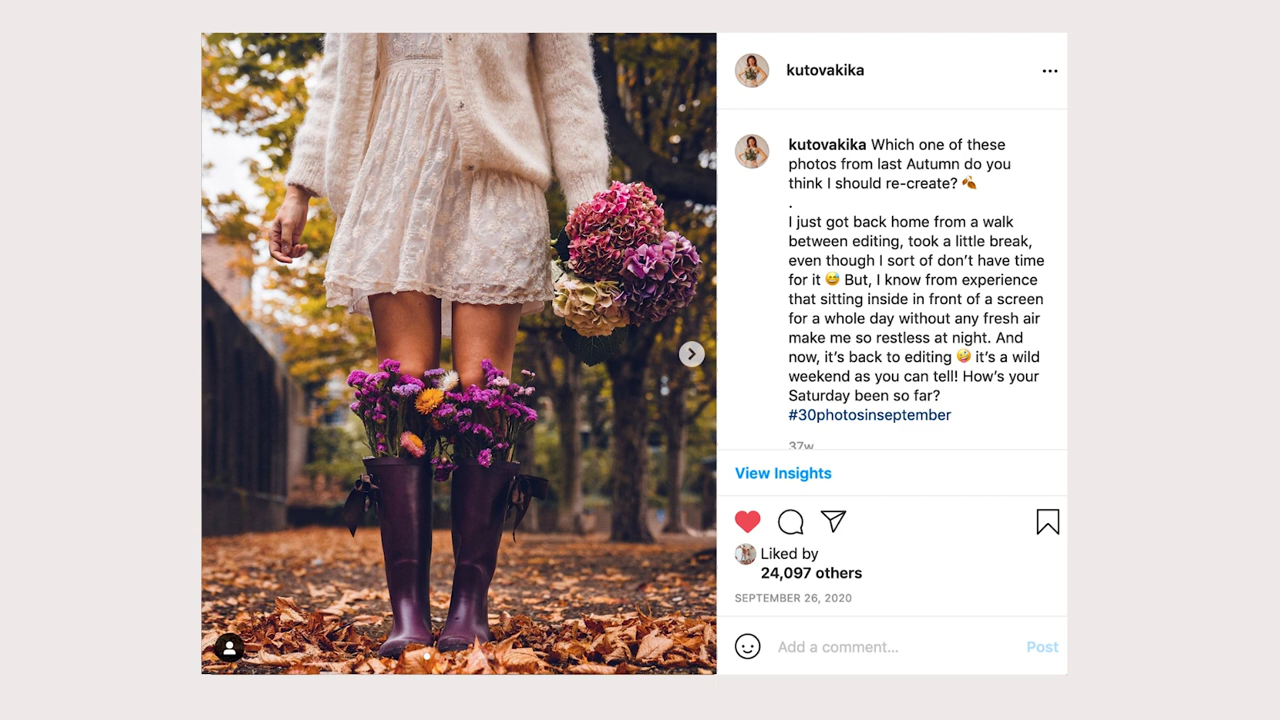 kutovakika
kutovakika Which one of these
photos from last Autumn do you
think I should re-create? 🍂
.
I just got back home from a walk
between editing, took a little break,
even though I sort of don’t have time
for it 😅 But, I know from experience
that sitting inside in front of a screen
for a whole day without any fresh air
make me so restless at night. And
now, it’s back to editing 🤪 it’s a wild
weekend as you can tell! How’s your
Saturday been so far?
#30photosinseptember
37w
View Insights
Liked by
24,097 others
SEPTEMBER 26, 2020
Add a comment... Post